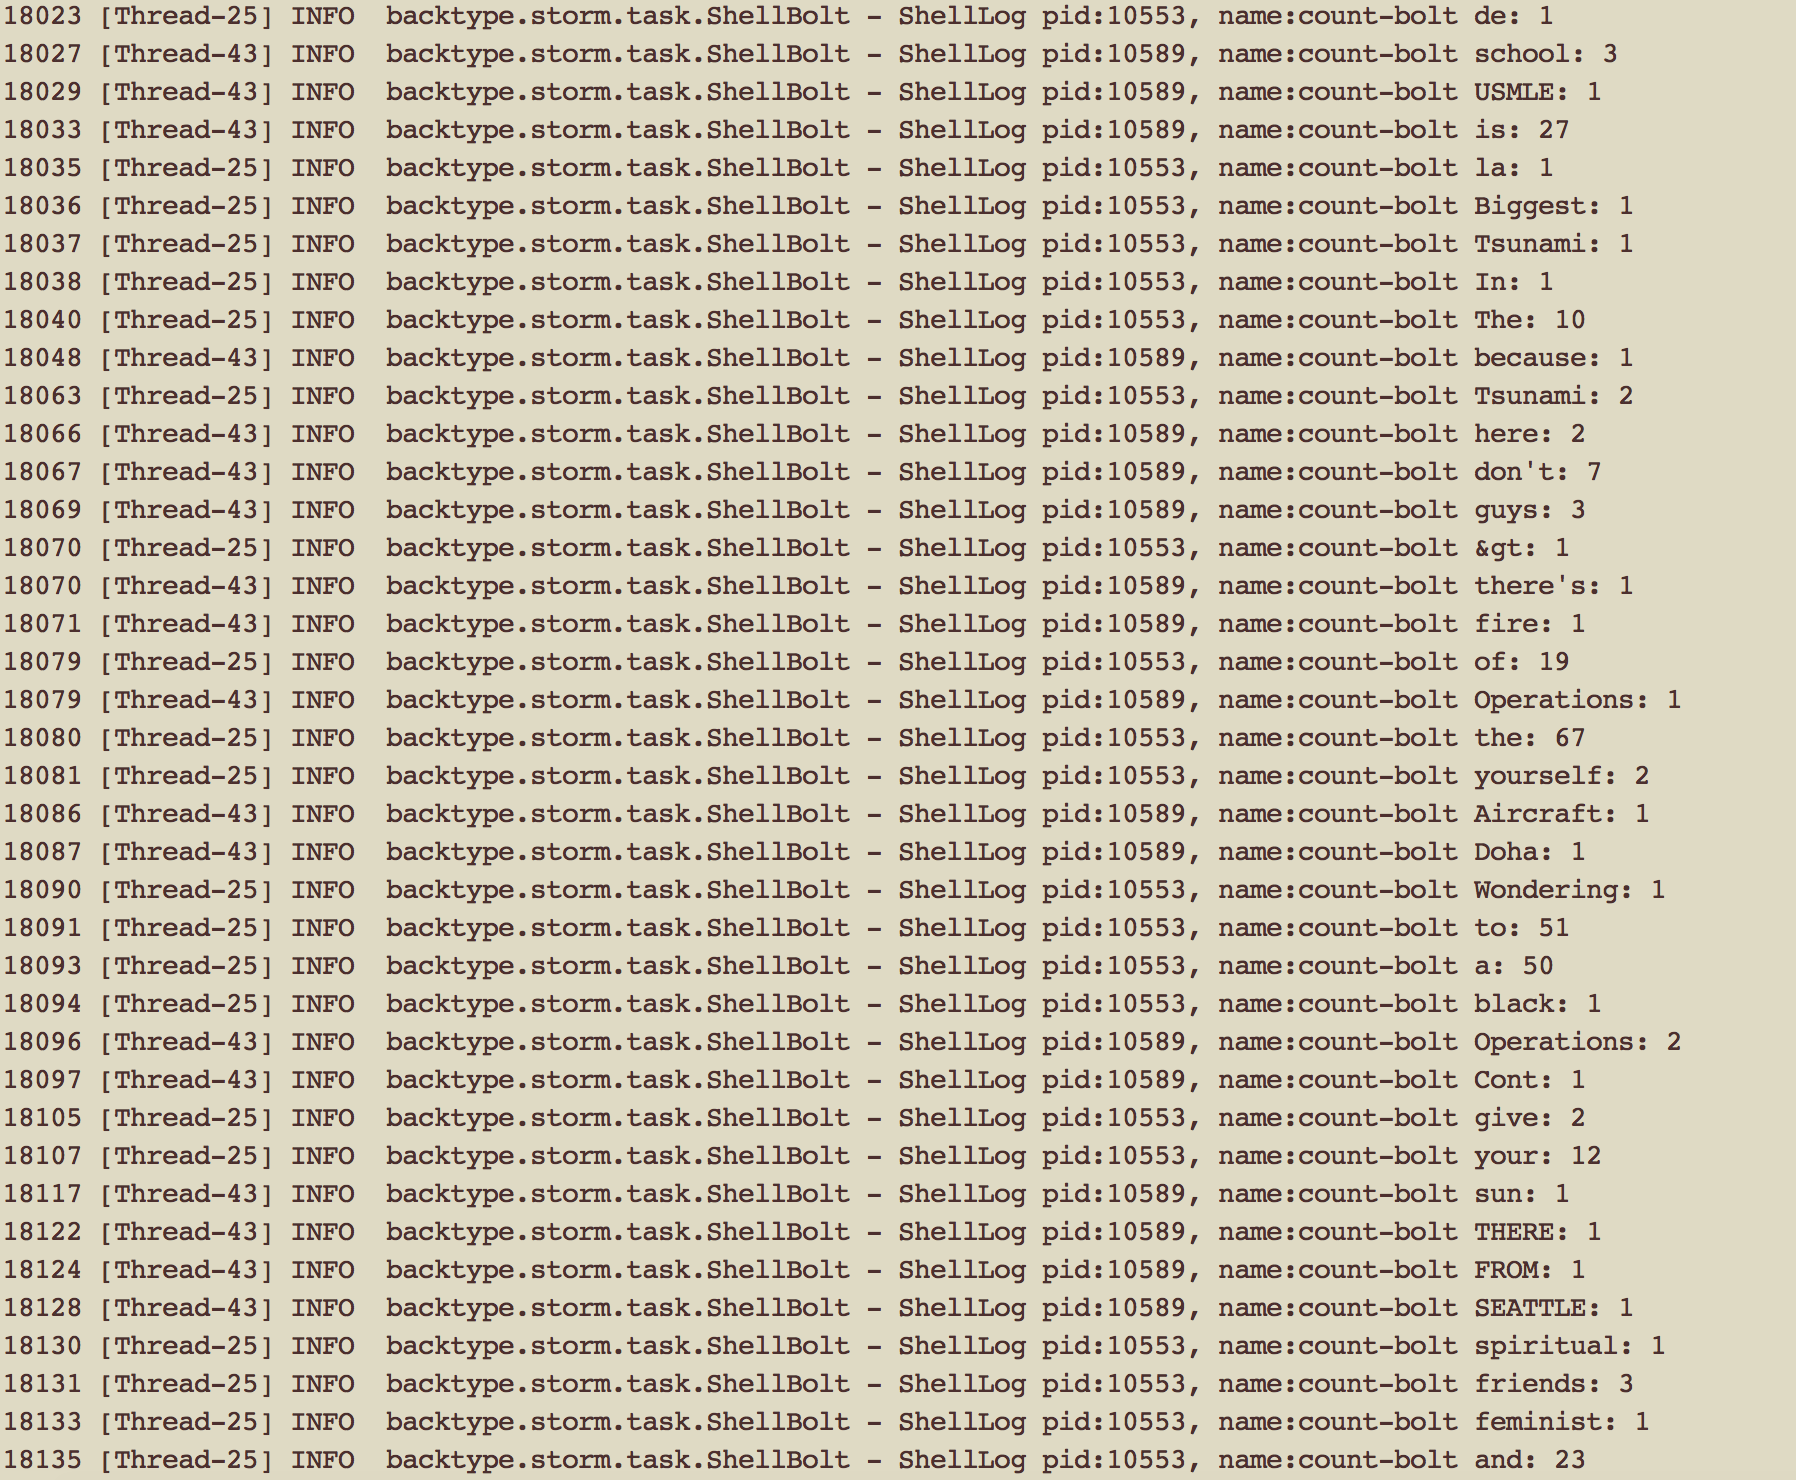 18023 [Thread-25] INFO  backtype.storm.task.ShellBolt - ShellLog pid:10553, name:count-bolt de: 1
18027 [Thread-43] INFO  backtype.storm.task.ShellBolt - ShellLog pid:10589, name:count-bolt school: 3
18029 [Thread-43] INFO  backtype.storm.task.ShellBolt - ShellLog pid:10589, name:count-bolt USMLE: 1
18033 [Thread-43] INFO  backtype.storm.task.ShellBolt - ShellLog pid:10589, name:count-bolt is: 27
18035 [Thread-25] INFO  backtype.storm.task.ShellBolt - ShellLog pid:10553, name:count-bolt la: 1
18036 [Thread-25] INFO  backtype.storm.task.ShellBolt - ShellLog pid:10553, name:count-bolt Biggest: 1
18037 [Thread-25] INFO  backtype.storm.task.ShellBolt - ShellLog pid:10553, name:count-bolt Tsunami: 1
18038 [Thread-25] INFO  backtype.storm.task.ShellBolt - ShellLog pid:10553, name:count-bolt In: 1
18040 [Thread-25] INFO  backtype.storm.task.ShellBolt - ShellLog pid:10553, name:count-bolt The: 10
18048 [Thread-43] INFO  backtype.storm.task.ShellBolt - ShellLog pid:10589, name:count-bolt because: 1
18063 [Thread-25] INFO  backtype.storm.task.ShellBolt - ShellLog pid:10553, name:count-bolt Tsunami: 2
18066 [Thread-43] INFO  backtype.storm.task.ShellBolt - ShellLog pid:10589, name:count-bolt here: 2
18067 [Thread-43] INFO  backtype.storm.task.ShellBolt - ShellLog pid:10589, name:count-bolt don't: 7
18069 [Thread-43] INFO  backtype.storm.task.ShellBolt - ShellLog pid:10589, name:count-bolt guys: 3
18070 [Thread-25] INFO  backtype.storm.task.ShellBolt - ShellLog pid:10553, name:count-bolt &gt: 1
18070 [Thread-43] INFO  backtype.storm.task.ShellBolt - ShellLog pid:10589, name:count-bolt there's: 1
18071 [Thread-43] INFO  backtype.storm.task.ShellBolt - ShellLog pid:10589, name:count-bolt fire: 1
18079 [Thread-25] INFO  backtype.storm.task.ShellBolt - ShellLog pid:10553, name:count-bolt of: 19
18079 [Thread-43] INFO  backtype.storm.task.ShellBolt - ShellLog pid:10589, name:count-bolt Operations: 1
18080 [Thread-25] INFO  backtype.storm.task.ShellBolt - ShellLog pid:10553, name:count-bolt the: 67
18081 [Thread-25] INFO  backtype.storm.task.ShellBolt - ShellLog pid:10553, name:count-bolt yourself: 2
18086 [Thread-43] INFO  backtype.storm.task.ShellBolt - ShellLog pid:10589, name:count-bolt Aircraft: 1
18087 [Thread-43] INFO  backtype.storm.task.ShellBolt - ShellLog pid:10589, name:count-bolt Doha: 1
18090 [Thread-25] INFO  backtype.storm.task.ShellBolt - ShellLog pid:10553, name:count-bolt Wondering: 1
18091 [Thread-25] INFO  backtype.storm.task.ShellBolt - ShellLog pid:10553, name:count-bolt to: 51
18093 [Thread-25] INFO  backtype.storm.task.ShellBolt - ShellLog pid:10553, name:count-bolt a: 50
18094 [Thread-25] INFO  backtype.storm.task.ShellBolt - ShellLog pid:10553, name:count-bolt black: 1
18096 [Thread-43] INFO  backtype.storm.task.ShellBolt - ShellLog pid:10589, name:count-bolt Operations: 2
18097 [Thread-43] INFO  backtype.storm.task.ShellBolt - ShellLog pid:10589, name:count-bolt Cont: 1
18105 [Thread-25] INFO  backtype.storm.task.ShellBolt - ShellLog pid:10553, name:count-bolt give: 2
18107 [Thread-25] INFO  backtype.storm.task.ShellBolt - ShellLog pid:10553, name:count-bolt your: 12
18117 [Thread-43] INFO  backtype.storm.task.ShellBolt - ShellLog pid:10589, name:count-bolt sun: 1
18122 [Thread-43] INFO  backtype.storm.task.ShellBolt - ShellLog pid:10589, name:count-bolt THERE: 1
18124 [Thread-43] INFO  backtype.storm.task.ShellBolt - ShellLog pid:10589, name:count-bolt FROM: 1
18128 [Thread-43] INFO  backtype.storm.task.ShellBolt - ShellLog pid:10589, name:count-bolt SEATTLE: 1
18130 [Thread-25] INFO  backtype.storm.task.ShellBolt - ShellLog pid:10553, name:count-bolt spiritual: 1
18131 [Thread-25] INFO  backtype.storm.task.ShellBolt - ShellLog pid:10553, name:count-bolt friends: 3
18133 [Thread-25] INFO  backtype.storm.task.ShellBolt - ShellLog pid:10553, name:count-bolt feminist: 1
18135 [Thread-25] INFO  backtype.storm.task.ShellBolt - ShellLog pid:10553, name:count-bolt and: 23